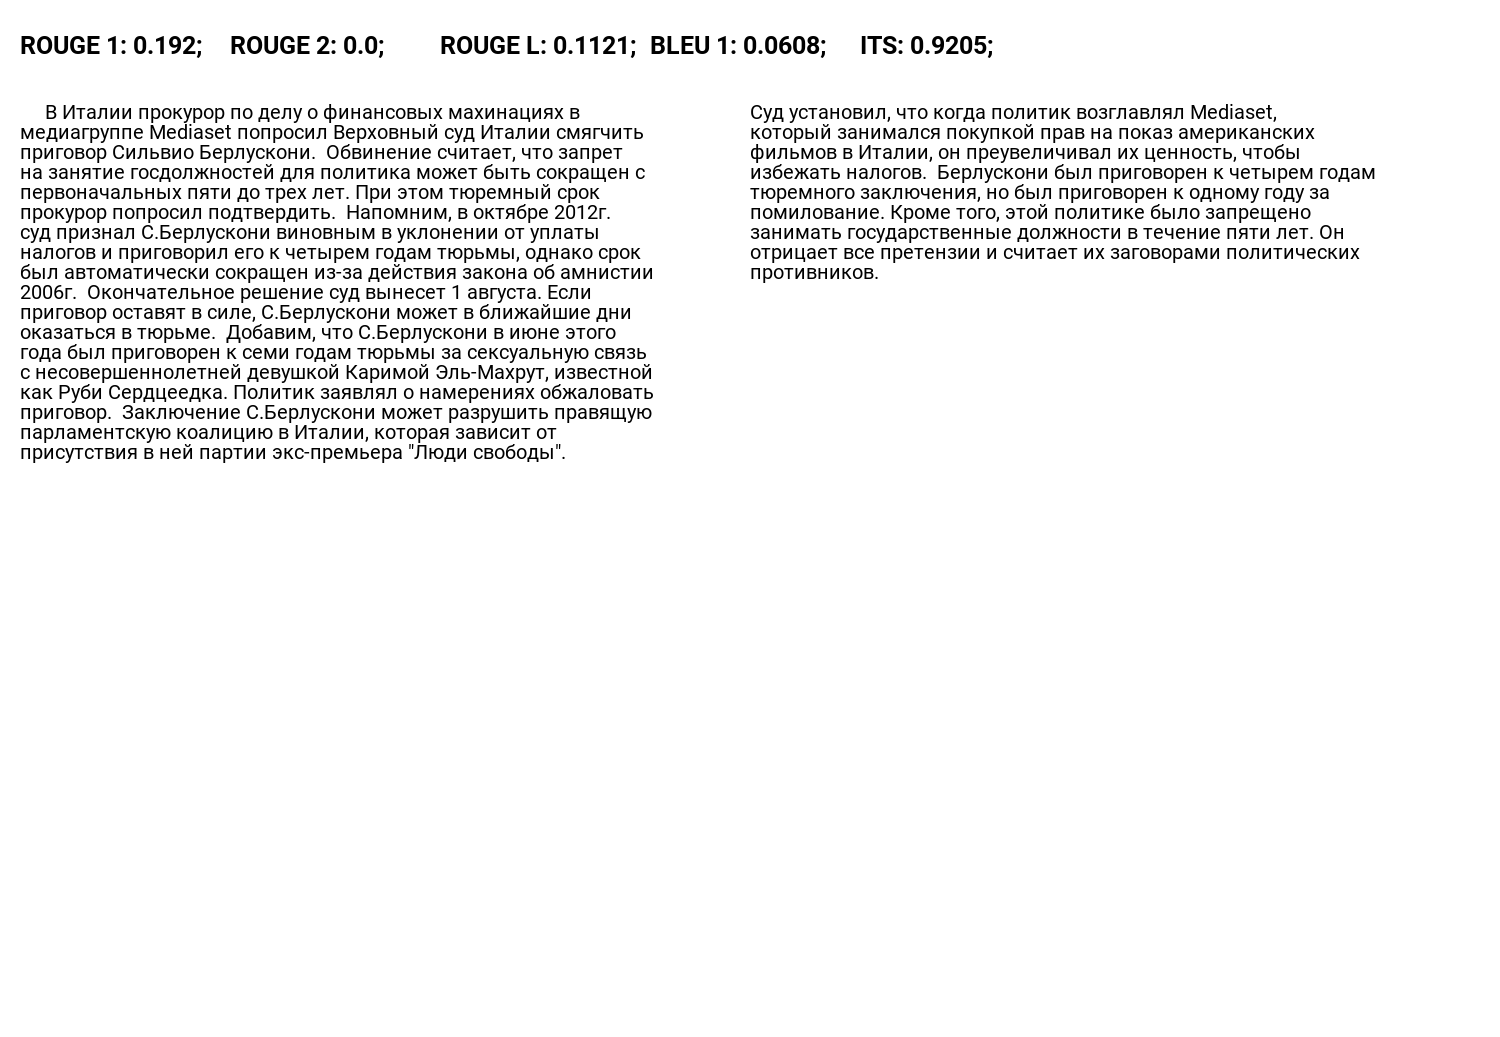 ROUGE 1: 0.192; ROUGE 2: 0.0; ROUGE L: 0.1121; BLEU 1: 0.0608; ITS: 0.9205;
В Италии прокурор по делу о финансовых махинациях в
медиагруппе Mediaset попросил Верховный суд Италии смягчить
приговор Сильвио Берлускони.  Обвинение считает, что запрет
на занятие госдолжностей для политика может быть сокращен с
первоначальных пяти до трех лет. При этом тюремный срок
прокурор попросил подтвердить.  Напомним, в октябре 2012г.
суд признал С.Берлускони виновным в уклонении от уплаты
налогов и приговорил его к четырем годам тюрьмы, однако срок
был автоматически сокращен из-за действия закона об амнистии
2006г.  Окончательное решение суд вынесет 1 августа. Если
приговор оставят в силе, С.Берлускони может в ближайшие дни
оказаться в тюрьме.  Добавим, что С.Берлускони в июне этого
года был приговорен к семи годам тюрьмы за сексуальную связь
с несовершеннолетней девушкой Каримой Эль-Махрут, известной
как Руби Сердцеедка. Политик заявлял о намерениях обжаловать
приговор.  Заключение С.Берлускони может разрушить правящую
парламентскую коалицию в Италии, которая зависит от
присутствия в ней партии экс-премьера "Люди свободы".
Суд установил, что когда политик возглавлял Mediaset,
который занимался покупкой прав на показ американских
фильмов в Италии, он преувеличивал их ценность, чтобы
избежать налогов.  Берлускони был приговорен к четырем годам
тюремного заключения, но был приговорен к одному году за
помилование. Кроме того, этой политике было запрещено
занимать государственные должности в течение пяти лет. Он
отрицает все претензии и считает их заговорами политических
противников.